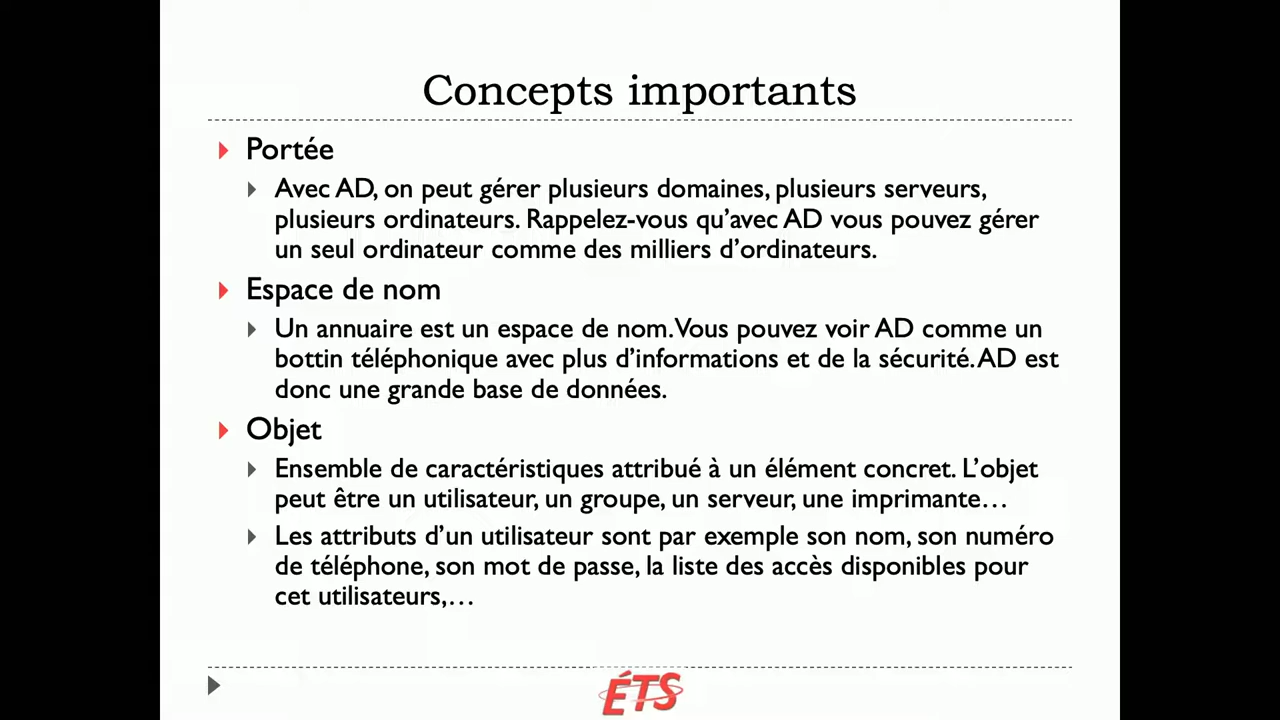 Concepts importants
Portée
Avec AD, on peut gérer plusieurs domaines, plusieurs serveurs,
plusieurs ordinateurs. Rappelez-vous qu’avec AD vous pouvez gérer
un seul ordinateur comme des milliers d’ordinateurs.
Espace de nom
Un annuaire est un espace de nom. Vous pouvez voir AD comme un
bottin téléphonique avec plus d’informations et de la sécurité. AD est
donc une grande base de données.
Objet
Ensemble de caractéristiques attribué à un élément concret. L’objet
peut être un utilisateur, un groupe, un serveur, une imprimante…
Les attributs d’un utilisateur sont par exemple son nom, son numéro
de téléphone, son mot de passe, la liste des accès disponibles pour
cet utilisateurs,…
ÉTS